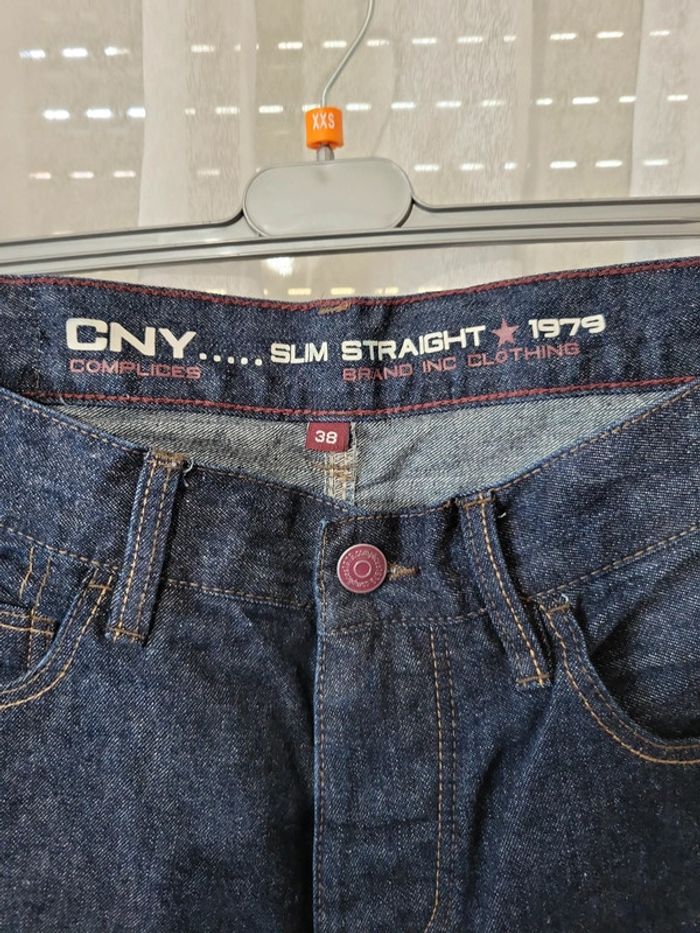 XXS
CNY..... SLIM STRAIGHT ★ 1979
COMPLICES BRAND INC CLOTHING
38